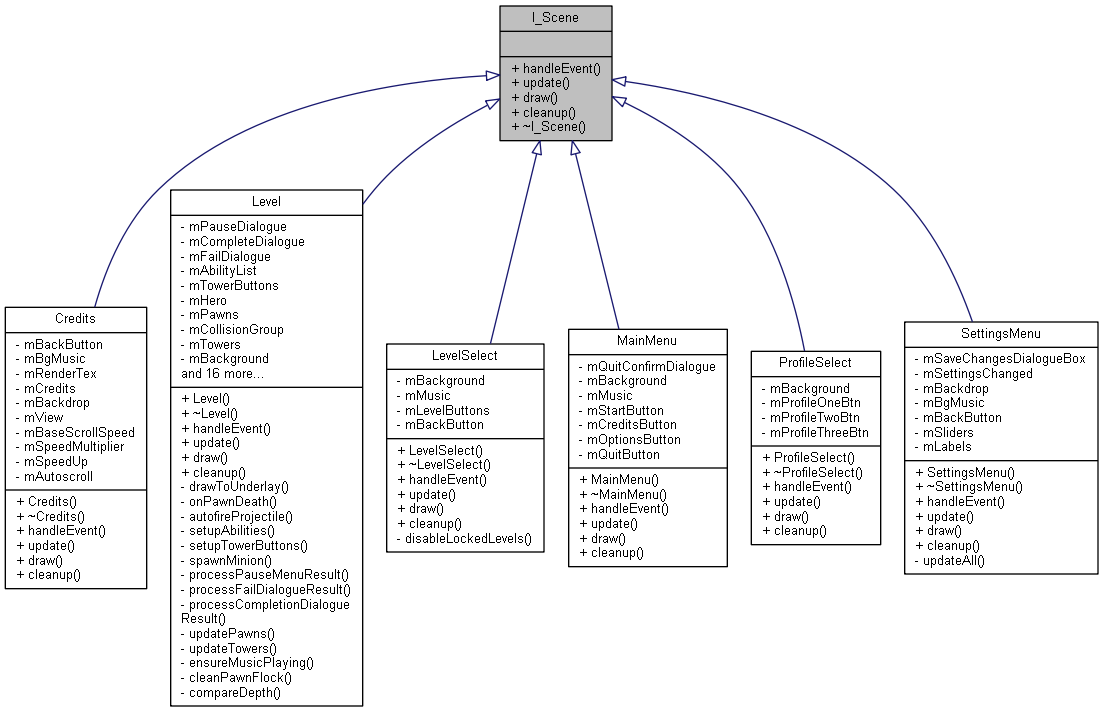 I_Scene
+ handleEvent()
+ update()
+ draw()
+ cleanup()
+ ~I_Scene()
Credits
- mBackButton
- mBgMusic
- mRenderTex
- mCredits
- mBackdrop
- mView
- mBaseScrollSpeed
- mSpeedMultiplier
- mSpeedUp
- mAutoscroll
+ Credits()
+ ~Credits()
+ handleEvent()
+ update()
+ draw()
+ cleanup()
Level
- mPauseDialogue
- mCompleteDialogue
- mFailDialogue
- mAbilityList
- mTowerButtons
- mHero
- mPawns
- mCollisionGroup
- mTowers
- mBackground
and 16 more...
+ Level()
+ ~Level()
+ handleEvent()
+ update()
+ draw()
+ cleanup()
- drawToUnderlay()
- onPawnDeath()
- autofireProjectile()
- setupAbilities()
- setupTowerButtons()
- spawnMinion()
- processPauseMenuResult()
- processFailDialogueResult()
- processCompletionDialogue
Result()
- updatePawns()
- updateTowers()
- ensureMusicPlaying()
- cleanPawnFlock()
- compareDepth()
LevelSelect
- mBackground
- mMusic
- mLevelButtons
- mBackButton
+ LevelSelect()
+ ~LevelSelect()
+ handleEvent()
+ update()
+ draw()
+ cleanup()
- disableLockedLevels()
MainMenu
- mQuitConfirmDialogue
- mBackground
- mMusic
- mStartButton
- mCreditsButton
- mOptionsButton
- mQuitButton
+ MainMenu()
+ ~MainMenu()
+ handleEvent()
+ update()
+ draw()
+ cleanup()
ProfileSelect
- mBackground
- mProfileOneBtn
- mProfileTwoBtn
- mProfileThreeBtn
+ ProfileSelect()
+ ~ProfileSelect()
+ handleEvent()
+ update()
+ draw()
+ cleanup()
SettingsMenu
- mSaveChangesDialogueBox
- mSettingsChanged
- mBackdrop
- mBgMusic
- mBackButton
- mSliders
- mLabels
+ SettingsMenu()
+ ~SettingsMenu()
+ handleEvent()
+ update()
+ draw()
+ cleanup()
- updateAll()